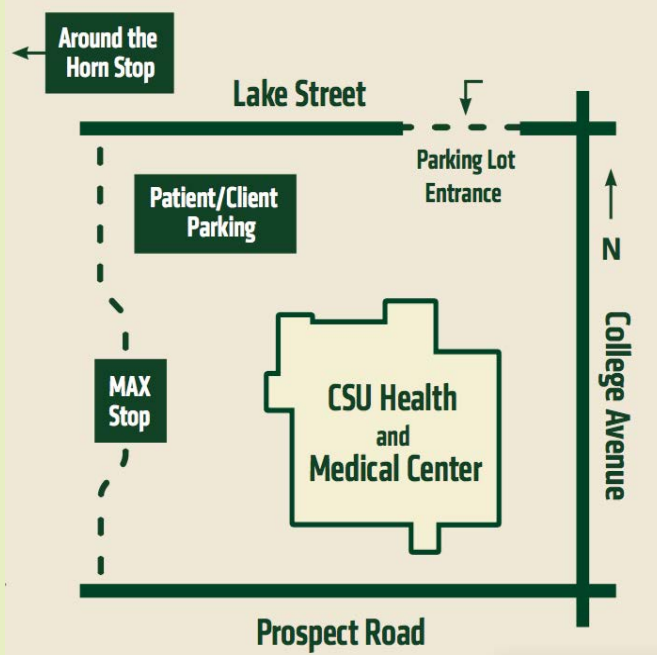 Around the
Horn Stop
Lake Street
Parking Lot
Entrance
Patient/Client
Parking
N
College Avenue
MAX
Stop
CSU Health
and
Medical Center
Prospect Road